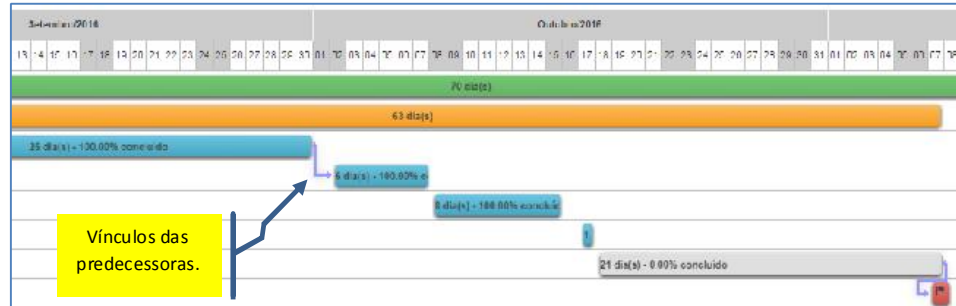 Setembro/2016
Outubro/2016
13 14 15 16 17 18 19 20 21 22 23 24 25 26 27 28 29 30 01 02 03 04 05 06 07 08 09 10 11 12 13 14 15 16 17 18 19 20 21 22 23 24 25 26 27 28 29 30 31 01 02 03 04 05 06 07 08
70 dia(s)
63 dia(s)
35 dia(s) - 100.00% concluido
6 dia(s) - 100.00%
8 dia(s) - 100.00%
1
21 dia(s) - 0.00% concluido
Vínculos das
predecessoras.